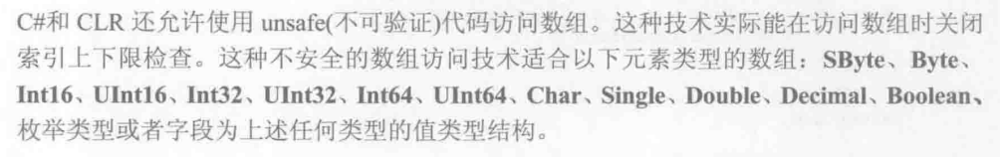 C#和 CLR 还允许使用 unsafe(不可验证)代码访问数组。这种技术实际能在访问数组时关闭
索引上下限检查。这种不安全的数组访问技术适合以下元素类型的数组：SByte、Byte、
Int16、UInt16、Int32、UInt32、Int64、UInt64、Char、Single、Double、Decimal、Boolean、
枚举类型或者字段为上述任何类型的值类型结构。